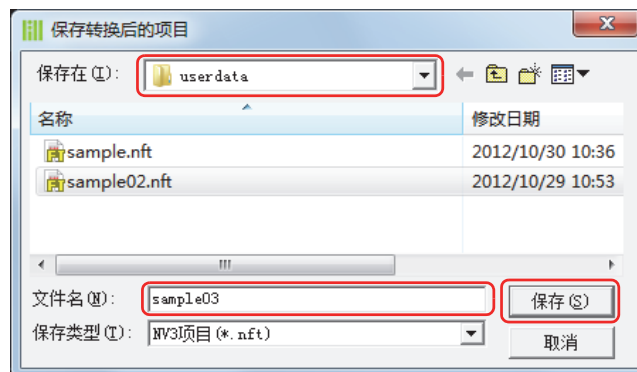 保存转换后的项目
保存在(I):
userdata
名称
修改日期
sample.nft
2012/10/30 10:36
sample02.nft
2012/10/29 10:53
文件名(N):
sample03
保存(S)
保存类型(T):
NV3项目(*.nft)
取消